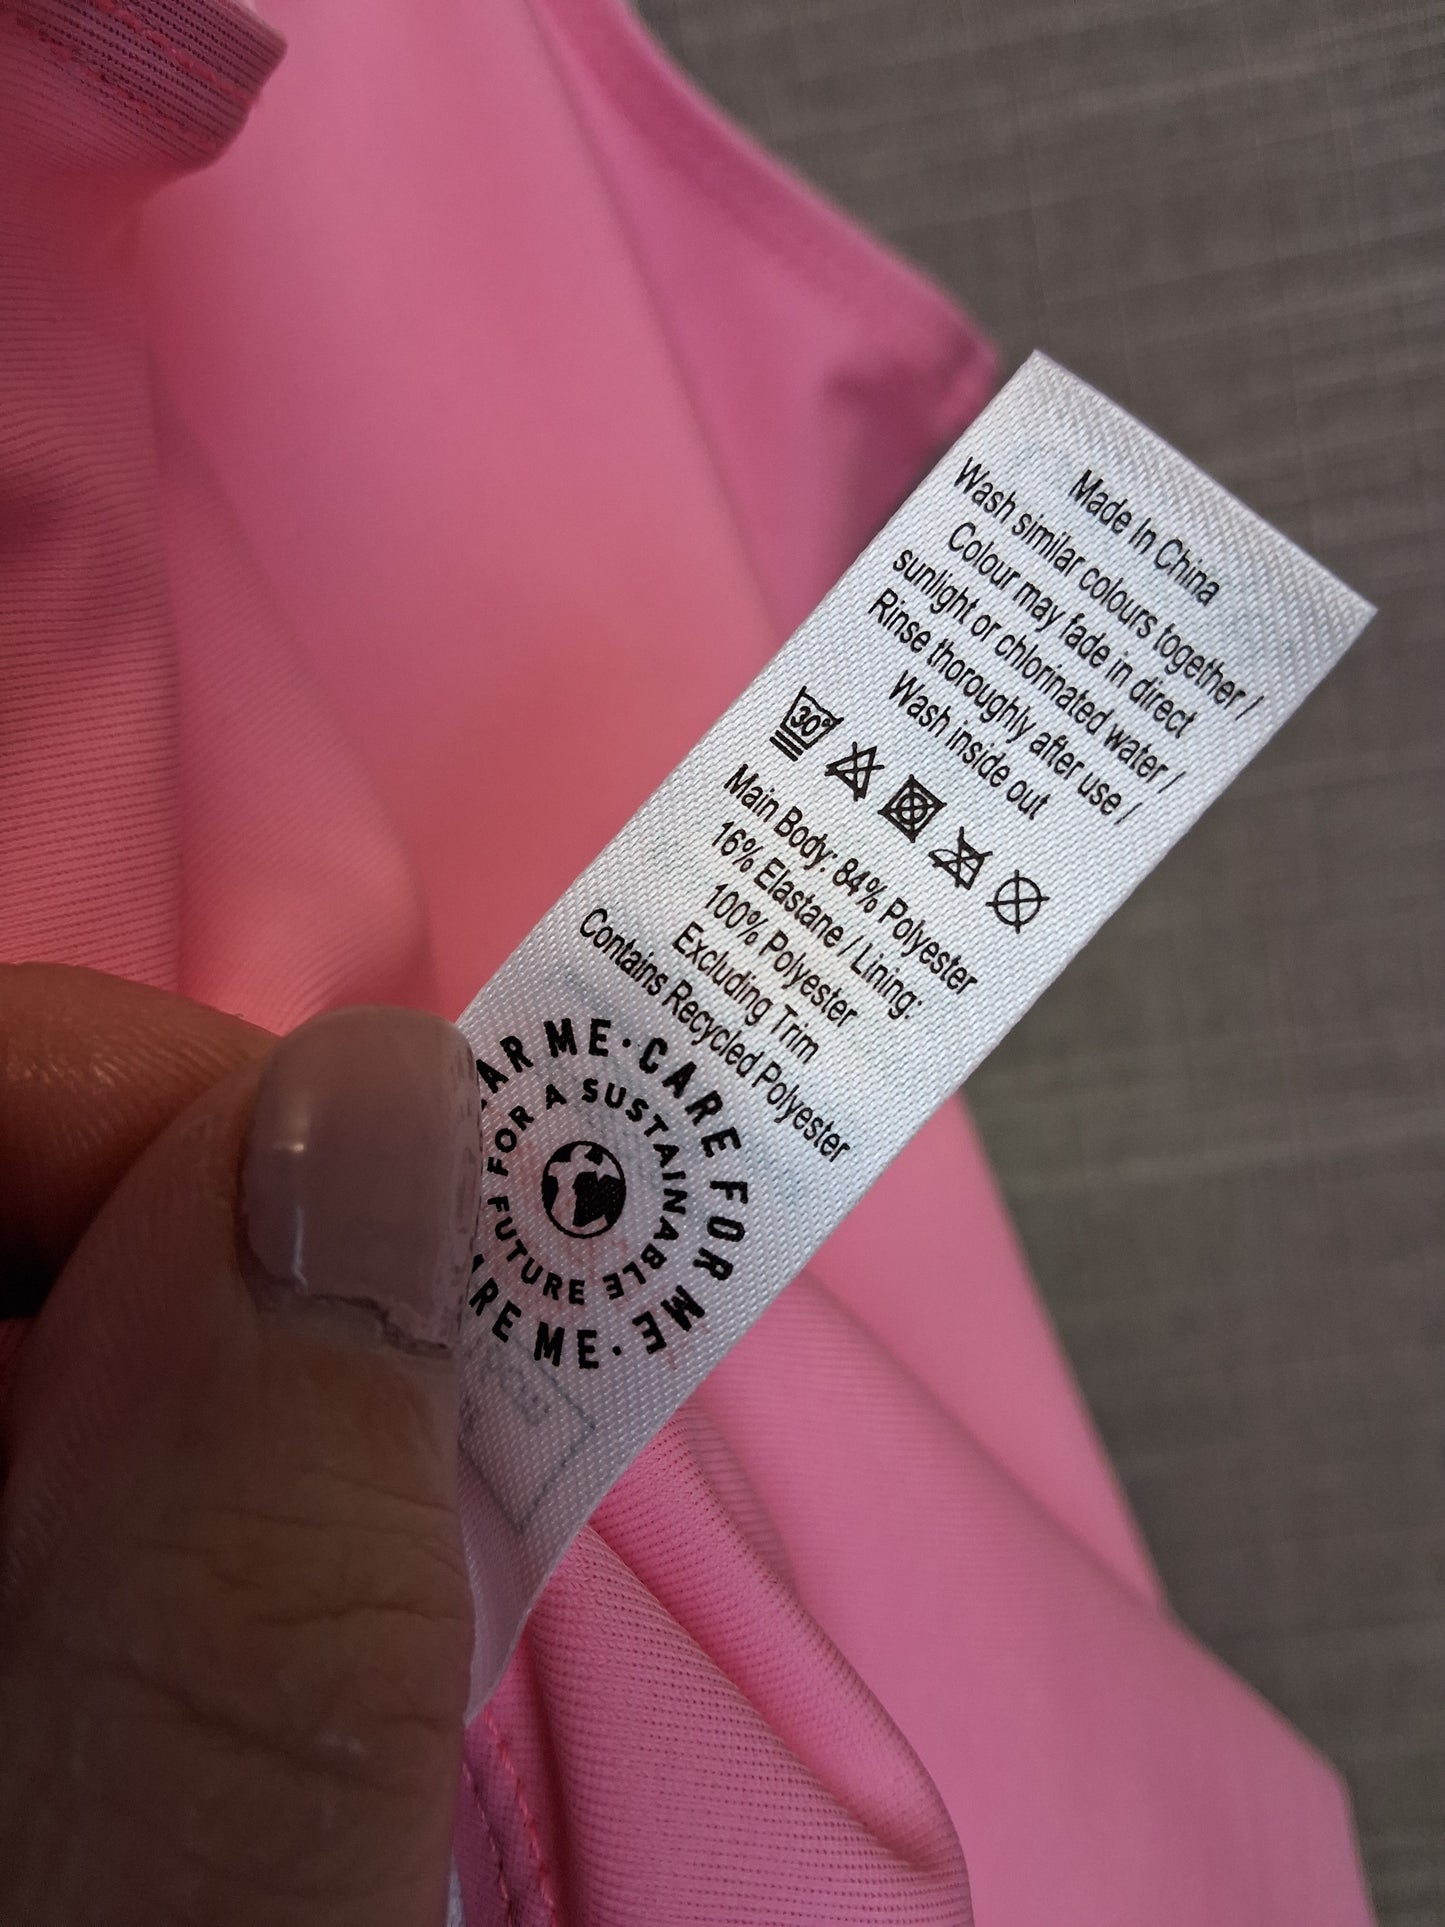 Made In China
Wash similar colours together /
Colour may fade in direct
sunlight or chlorinated water /
Rinse thoroughly after use /
Wash inside out
30°
Main Body: 84% Polyester
16% Elastane / Lining:
100% Polyester
Excluding Trim
Contains Recycled Polyester
ME · CARE FOR ME
ME ·
FOR A SUSTAINABLE FUTURE